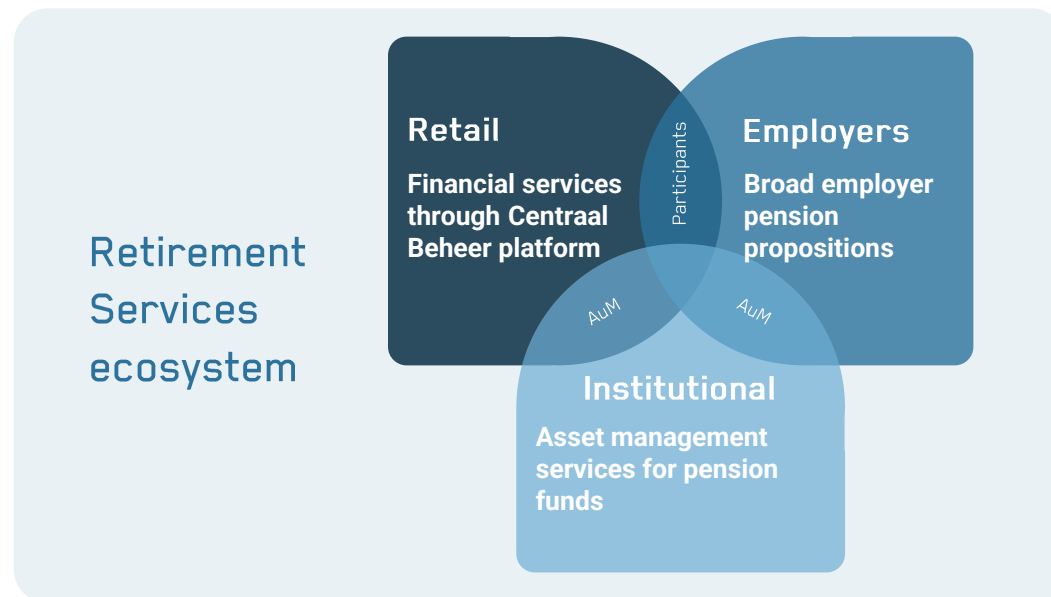 Retirement
Services
ecosystem
Retail
Financial services
through Centraal
Beheer platform
Participants
Employers
Broad employer
pension
propositions
AuM
AuM
Institutional
Asset management
services for pension
funds